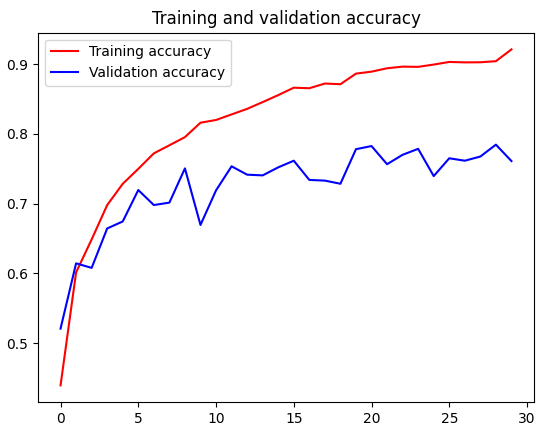 Training and validation accuracy
Training accuracy
Validation accuracy
0.9
0.8
0.7
0.6
0.5
0 5 10 15 20 25 30